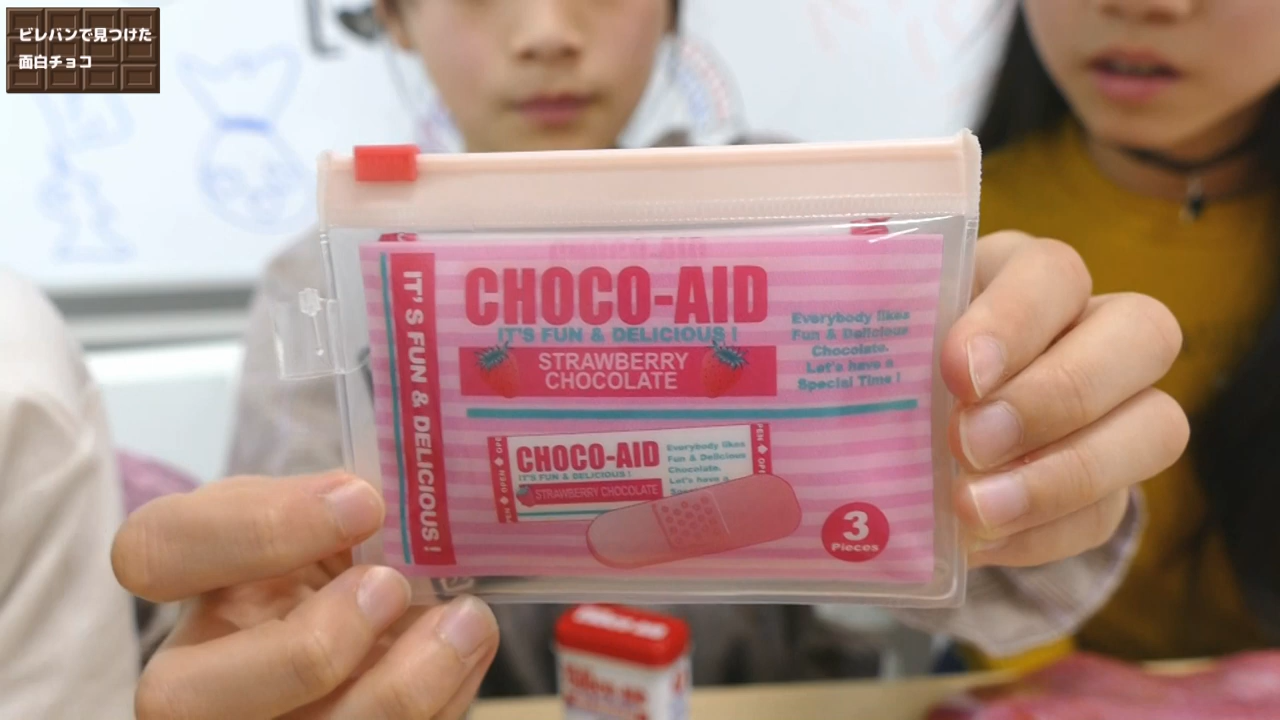 ビレバンで見つけた
面白チョコ
CHOCO-AID
IT'S FUN & DELICIOUS !
STRAWBERRY
CHOCOLATE
Everybody likes
Fun & Delicious
Chocolate.
Let's have a
Special Time !
IT'S FUN & DELICIOUS!
CHOCO-AID
IT'S FUN & DELICIOUS !
STRAWBERRY CHOCOLATE
Everybody likes
Fun & Delicious
Chocolate.
Let's have a
OPEN
3
Pieces